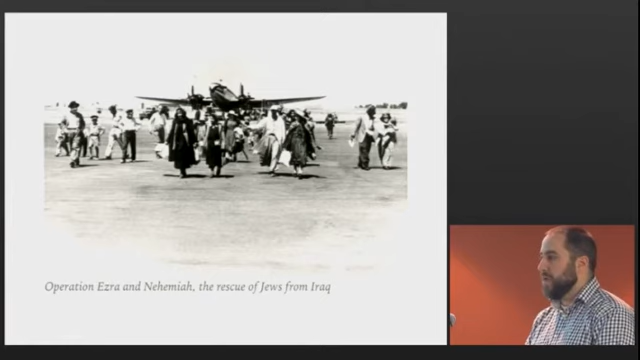 Operation Ezra and Nehemiah, the rescue of Jews from Iraq